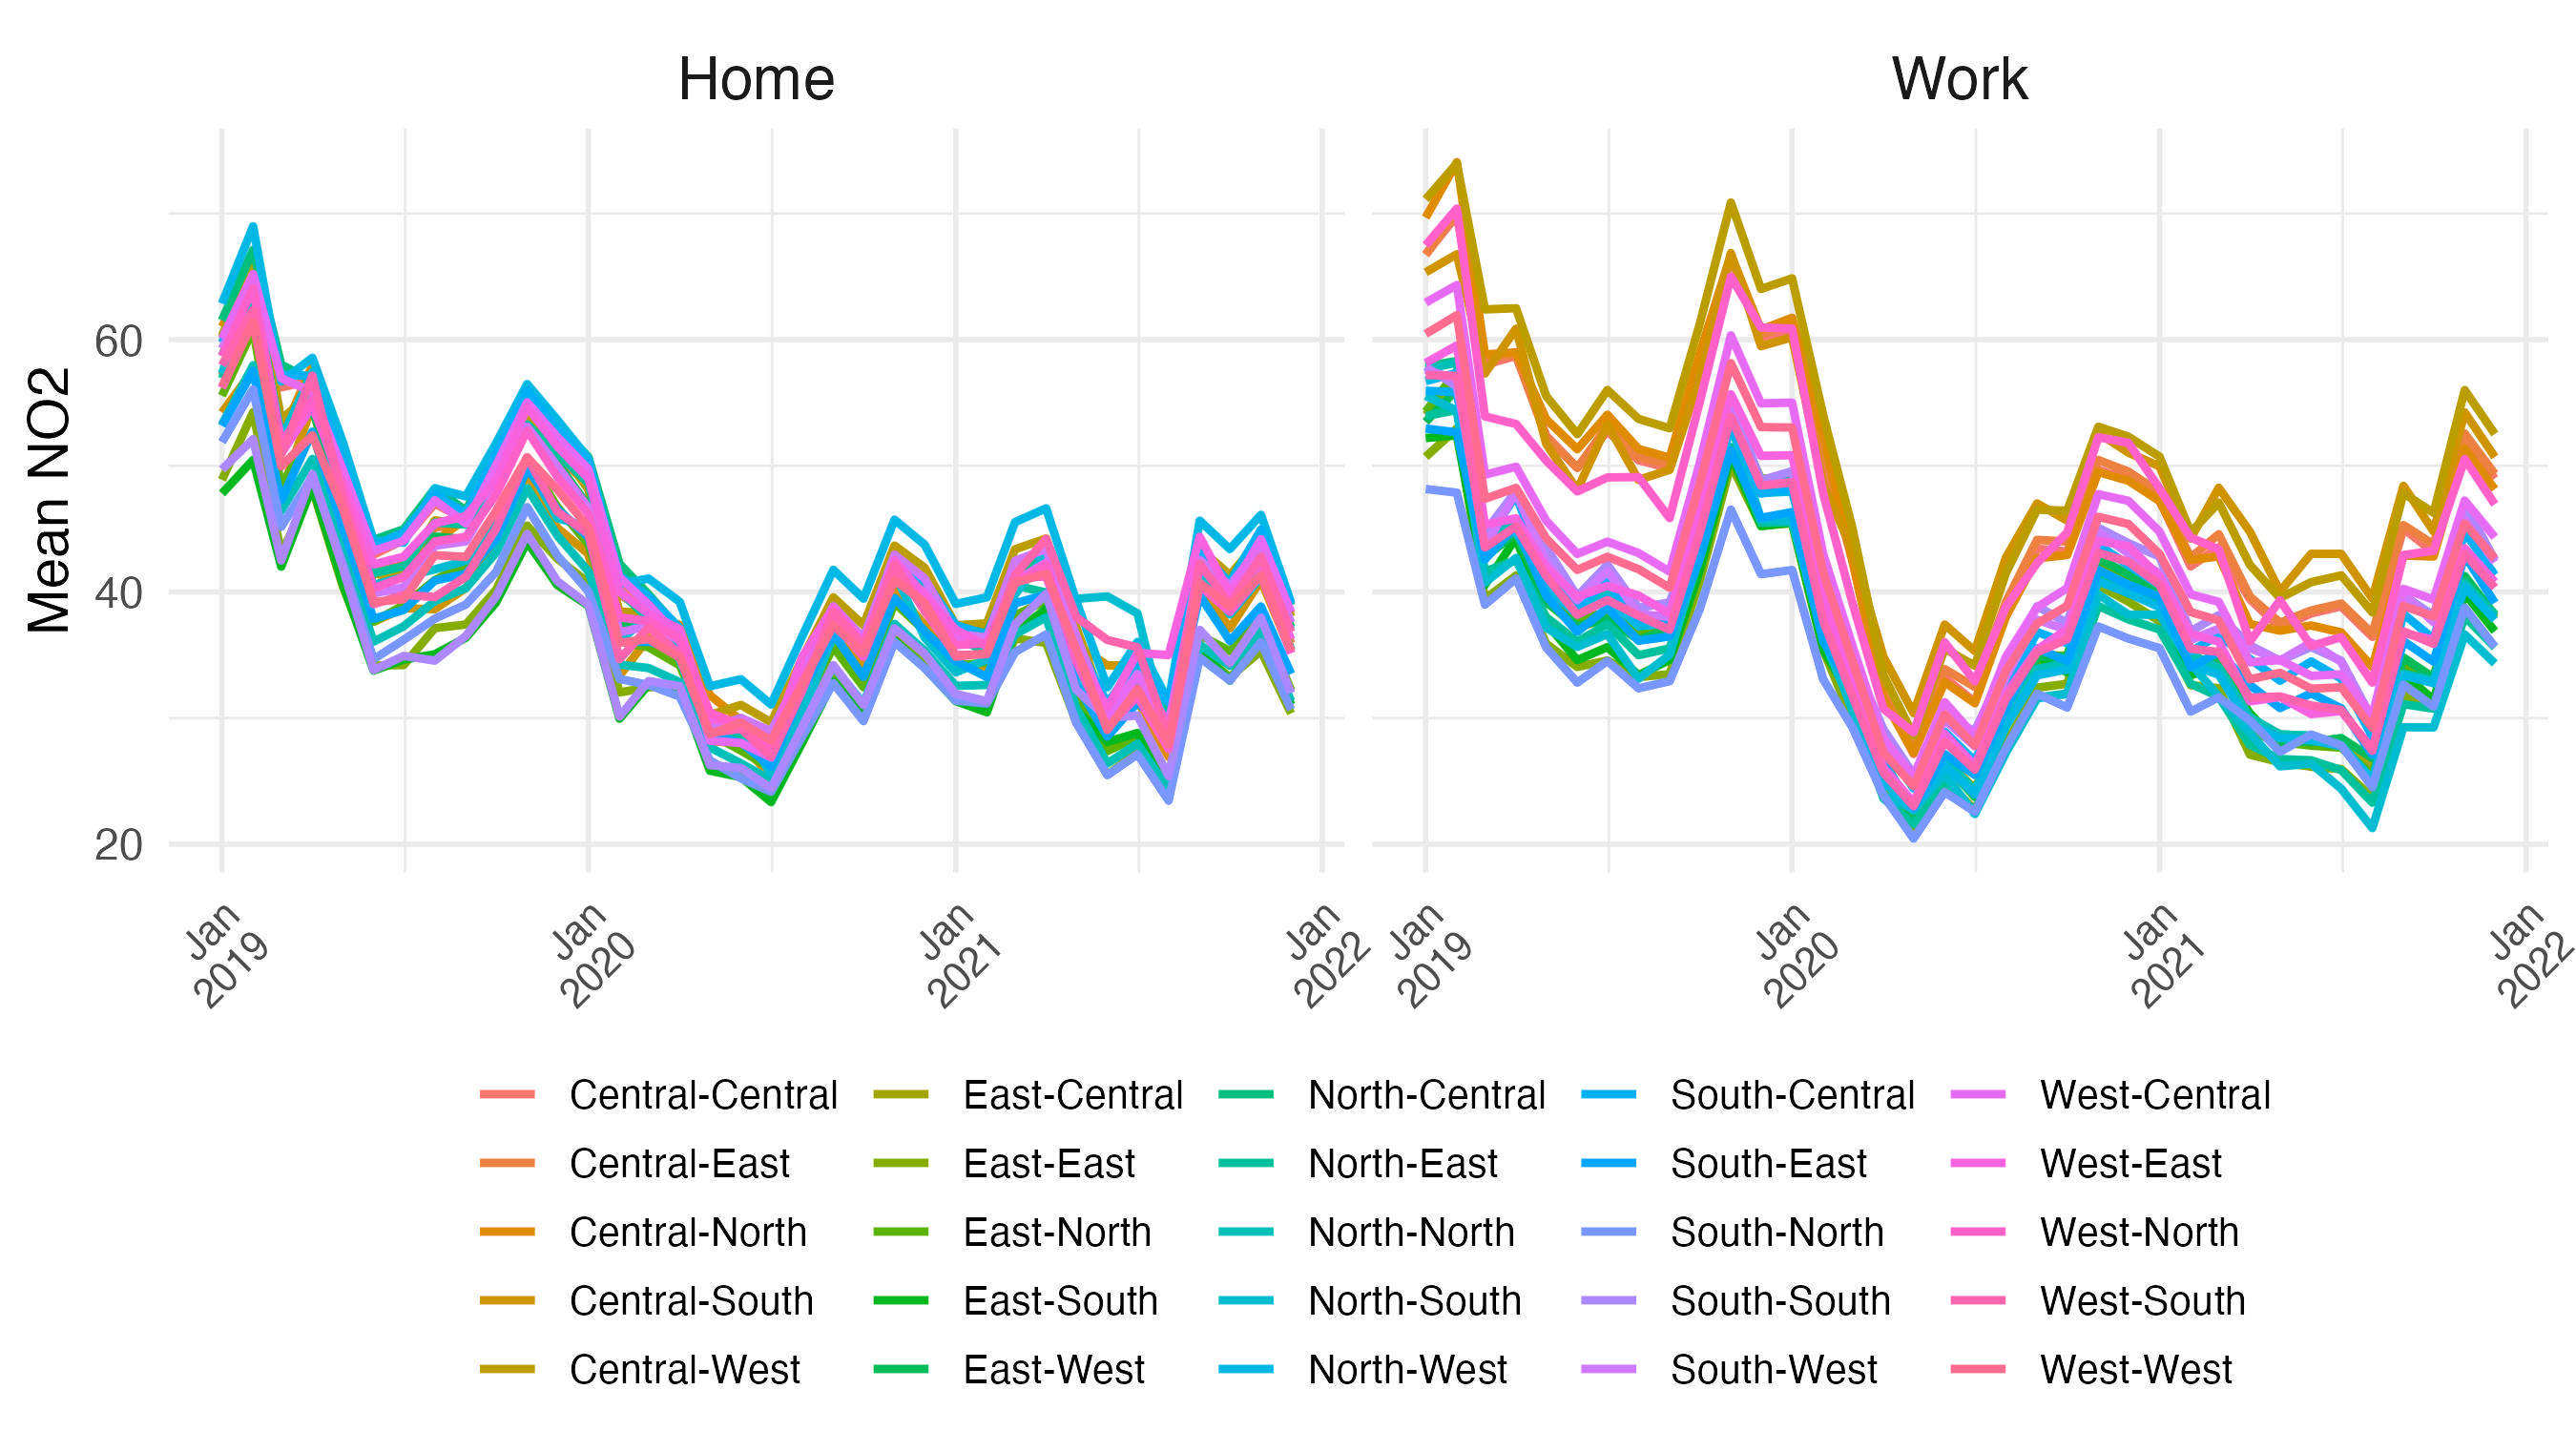 Home
Work
Mean NO2
60
40
20
Jan
2019
Jan
2020
Jan
2021
Jan
2022
Jan
2019
Jan
2020
Jan
2021
Jan
2022
Central-Central
Central-East
Central-North
Central-South
Central-West
East-Central
East-East
East-North
East-South
East-West
North-Central
North-East
North-North
North-South
North-West
South-Central
South-East
South-North
South-South
South-West
West-Central
West-East
West-North
West-South
West-West